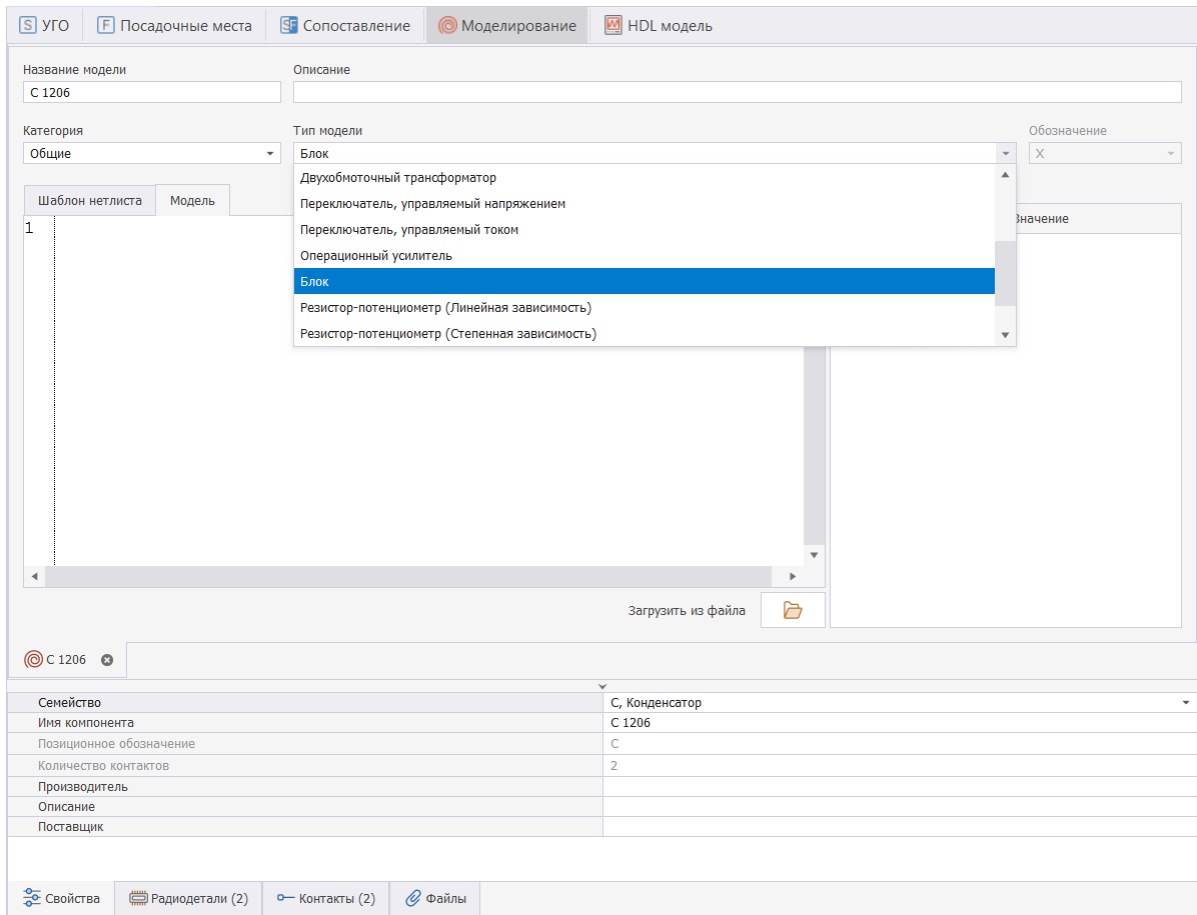 S УГО F Посадочные места SF Сопоставление Моделирование HDL модель
Название модели Описание
C 1206
Категория Тип модели Обозначение
Общие Блок X
Двухобмоточный трансформатор
Шаблон нетлиста Модель Переключатель, управляемый напряжением
1 Переключатель, управляемый током Значение
Операционный усилитель
Блок
Резистор-потенциометр (Линейная зависимость)
Резистор-потенциометр (Степенная зависимость)
Загрузить из файла
C 1206
Семейство C, Конденсатор
Имя компонента C 1206
Позиционное обозначение C
Количество контактов 2
Производитель
Описание
Поставщик
Свойства Радиодетали (2) Контакты (2) Файлы